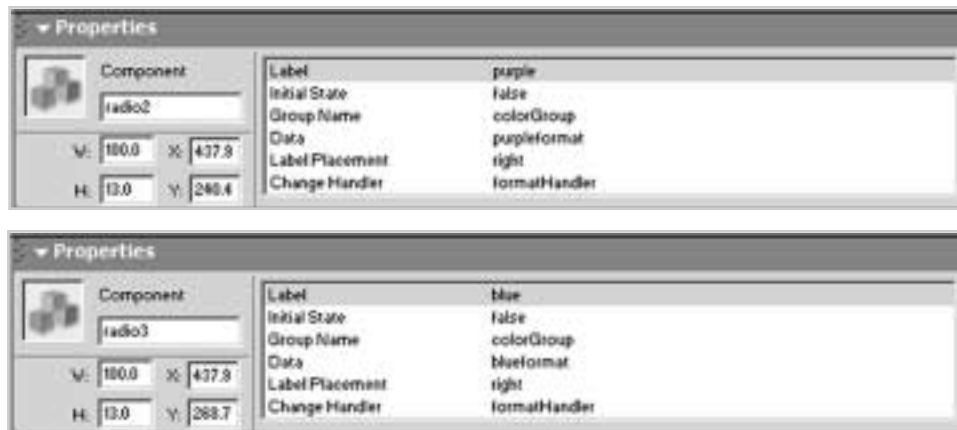 Properties
Component
radio2
W: 100.0 X: 437.9
H: 13.0 Y: 240.4
Label purple
Initial State false
Group Name colorGroup
Data purpleformat
Label Placement right
Change Handler formatHandler
Properties
Component
radio3
W: 100.0 X: 437.9
H: 13.0 Y: 268.7
Label blue
Initial State false
Group Name colorGroup
Data blueformat
Label Placement right
Change Handler formatHandler